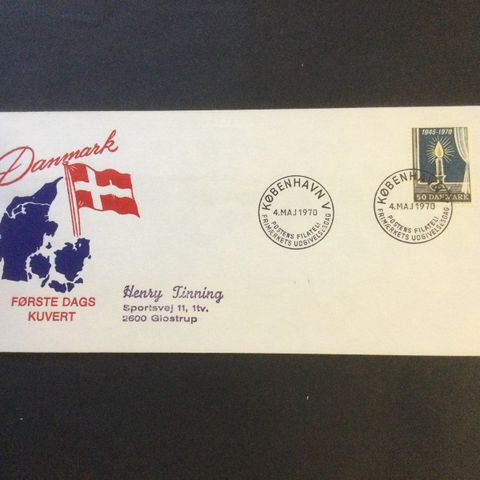 Danmark
FØRSTE DAGS
KUVERT
Henry Tinning
Sportsvej 11, 1tv.
2600 Glostrup
KØBENHAVN V
4.MAJ 1970
POSTENS FILATELI
FRIMÆRKETS UDGIVELSESDAG
1945-1970
50 DANMARK
KØBENHAVN V
4.MAJ 1970
POSTENS FILATELI
FRIMÆRKETS UDGIVELSESDAG